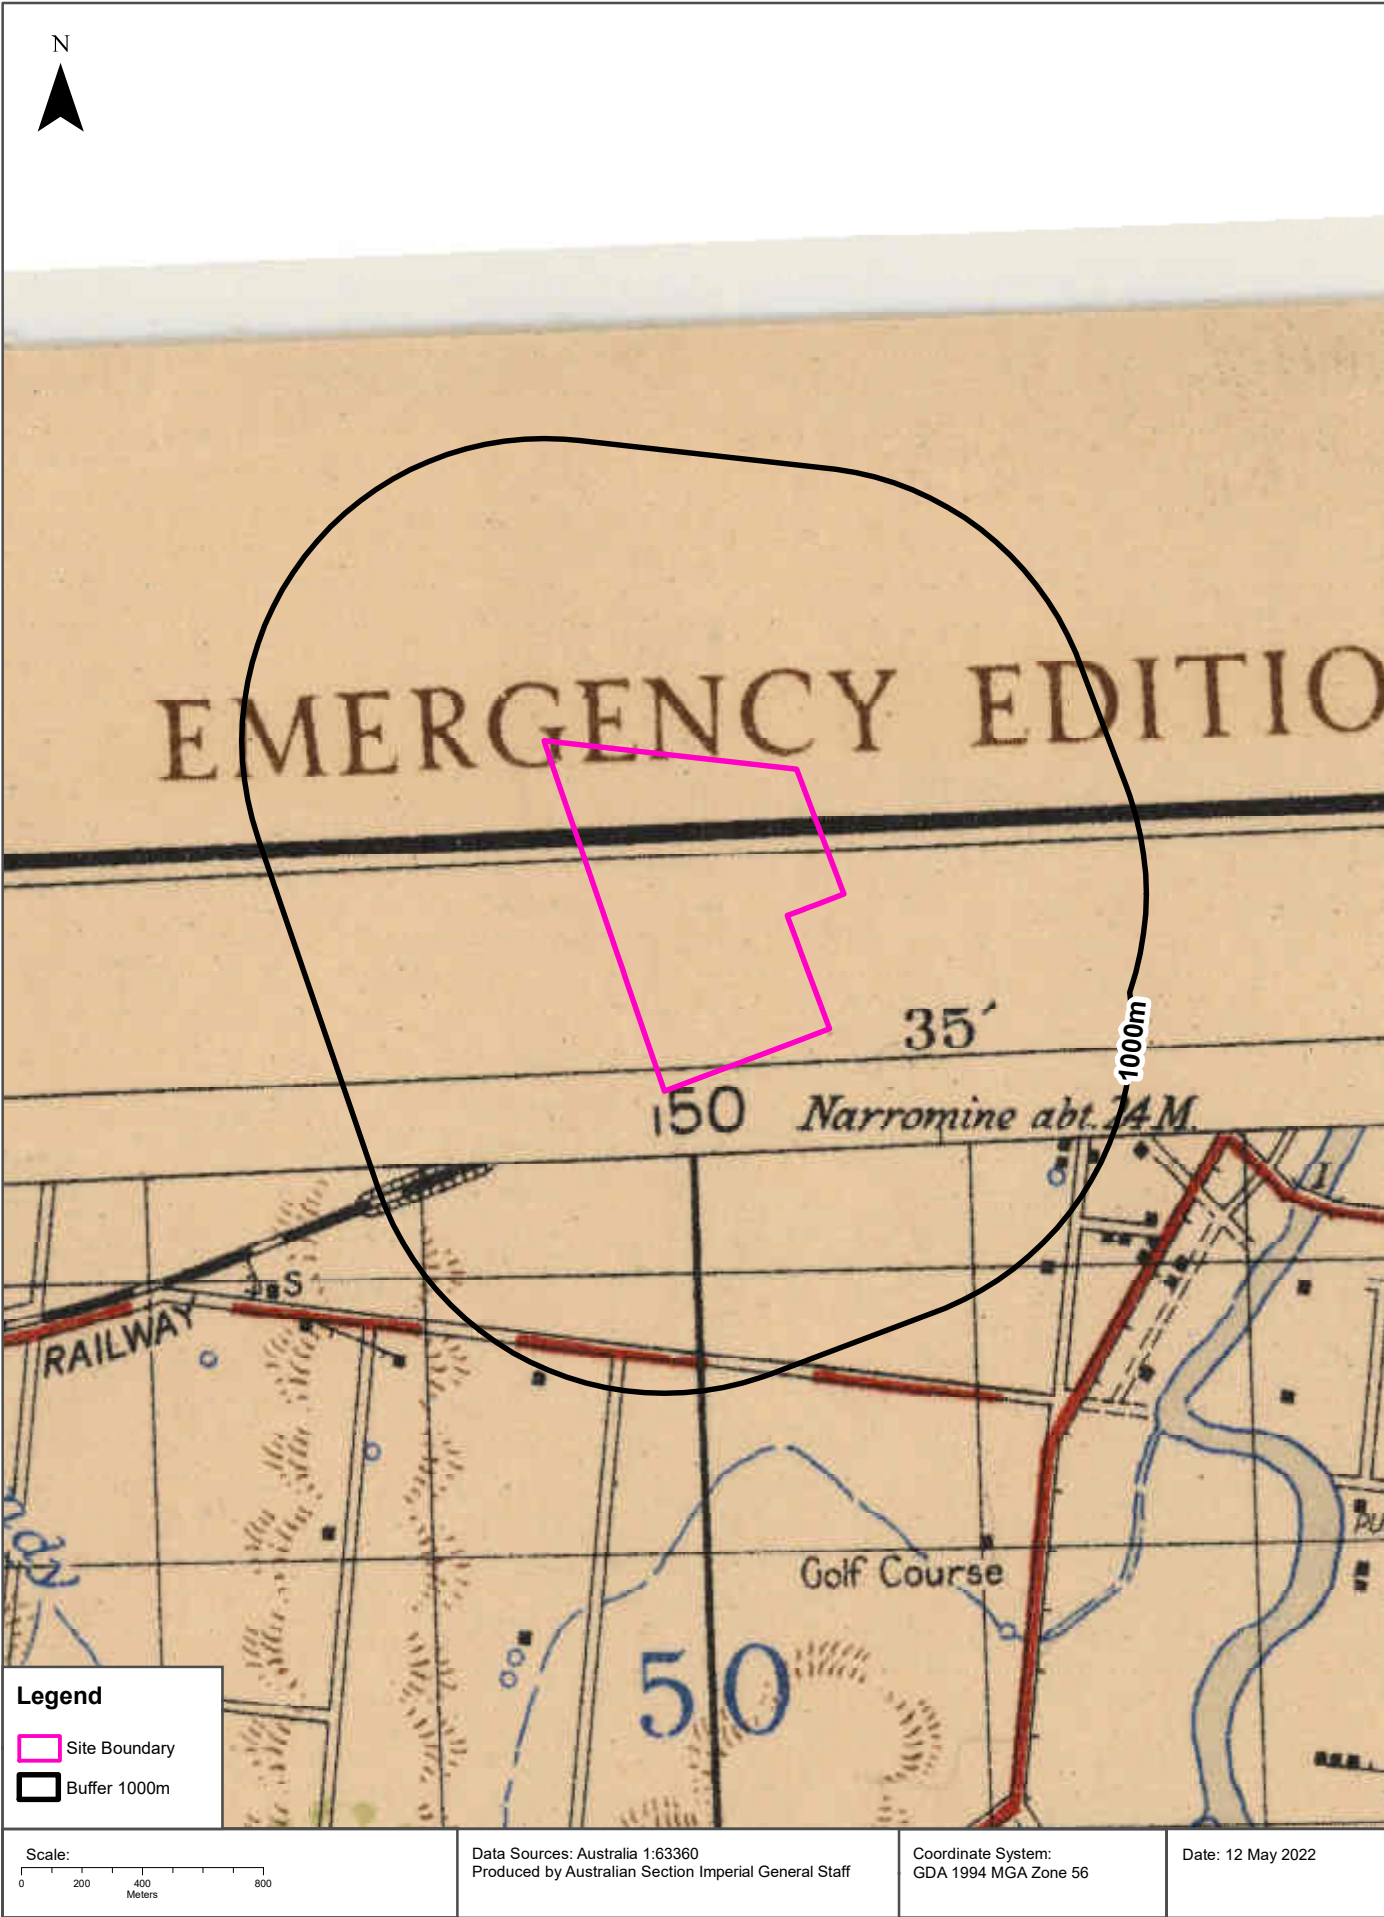 N
EMERGENCY EDITIO
35′
1000m
150
Narromine abt. 24 M.
1
S
RAILWAY
Golf Course
50
Legend
Site Boundary
Buffer 1000m
Scale:
0 200 400 800
Meters
Data Sources: Australia 1:63360
Produced by Australian Section Imperial General Staff
Coordinate System:
GDA 1994 MGA Zone 56
Date: 12 May 2022